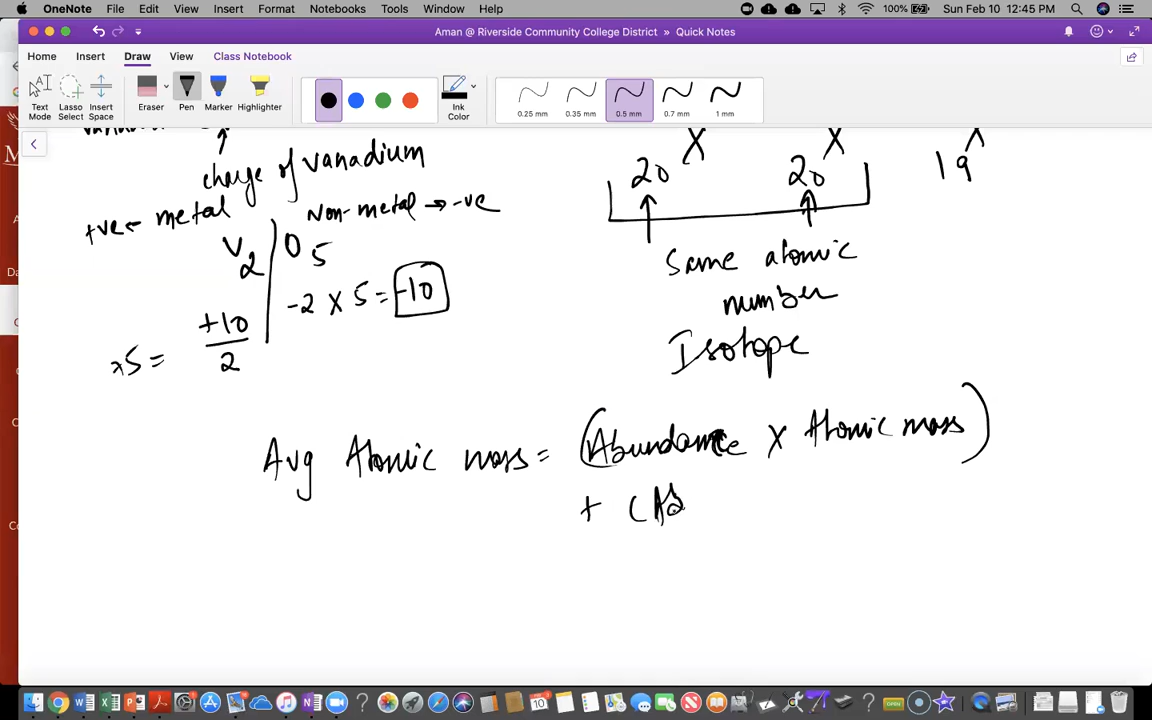 OneNote File Edit View Insert Format Notebooks Tools Window Help 100% Sun Feb 10 12:45 PM
Aman @ Riverside Community College District » Quick Notes
Home Insert Draw View Class Notebook
Text Mode
Lasso Select
Insert Space
Eraser
Pen
Marker
Highlighter
Ink Color
0.25 mm
0.35 mm
0.5 mm
0.7 mm
1 mm
charge of vanadium
+ve ← metal
Non-metal → -ve
V2 | O5
-2 x 5 = -10
+10
x5 =
2
X X X
20 20 19
Same atomic
number
Isotope
Avg Atomic mass = (Abundance x Atomic mass)
+ (Ab
OPEN